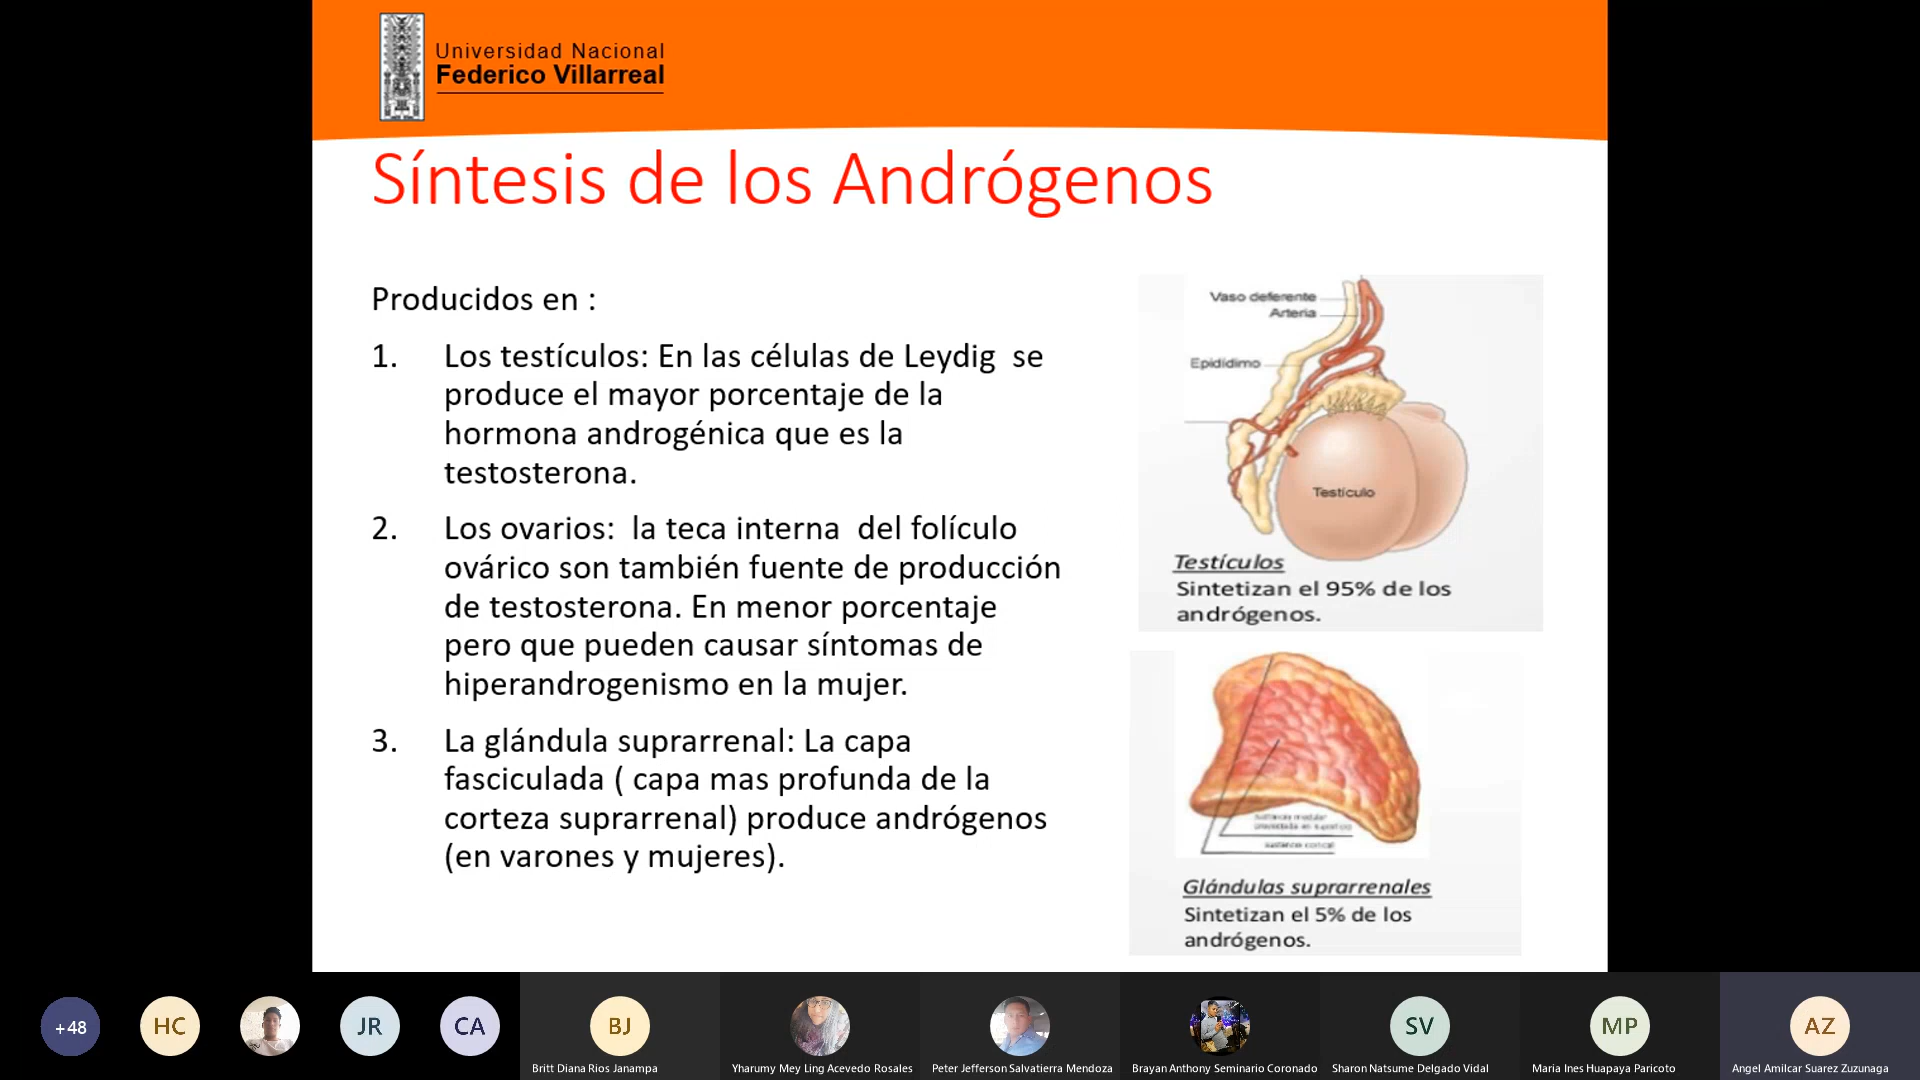 Universidad Nacional
Federico Villarreal
Síntesis de los Andrógenos
Producidos en :
1. Los testículos: En las células de Leydig se
produce el mayor porcentaje de la
hormona androgénica que es la
testosterona.
2. Los ovarios: la teca interna del folículo
ovárico son también fuente de producción
de testosterona. En menor porcentaje
pero que pueden causar síntomas de
hiperandrogenismo en la mujer.
3. La glándula suprarrenal: La capa
fasciculada ( capa mas profunda de la
corteza suprarrenal) produce andrógenos
(en varones y mujeres).
Vaso deferente
Arteria
Epidídimo
Testículo
Testículos
Sintetizan el 95% de los
andrógenos.
Glándulas suprarrenales
Sintetizan el 5% de los
andrógenos.
+48
HC
JR
CA
BJ
SV
MP
AZ
Britt Diana Rios Janampa
Yharumy Mey Ling Acevedo Rosales
Peter Jefferson Salvatierra Mendoza
Brayan Anthony Seminario Coronado
Sharon Natsume Delgado Vidal
Maria Ines Huapaya Paricoto
Angel Amilcar Suarez Zuzunaga